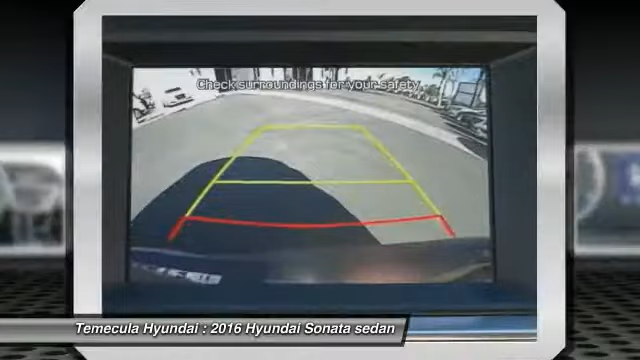 Check surroundings for your safety
Temecula Hyundai : 2016 Hyundai Sonata sedan